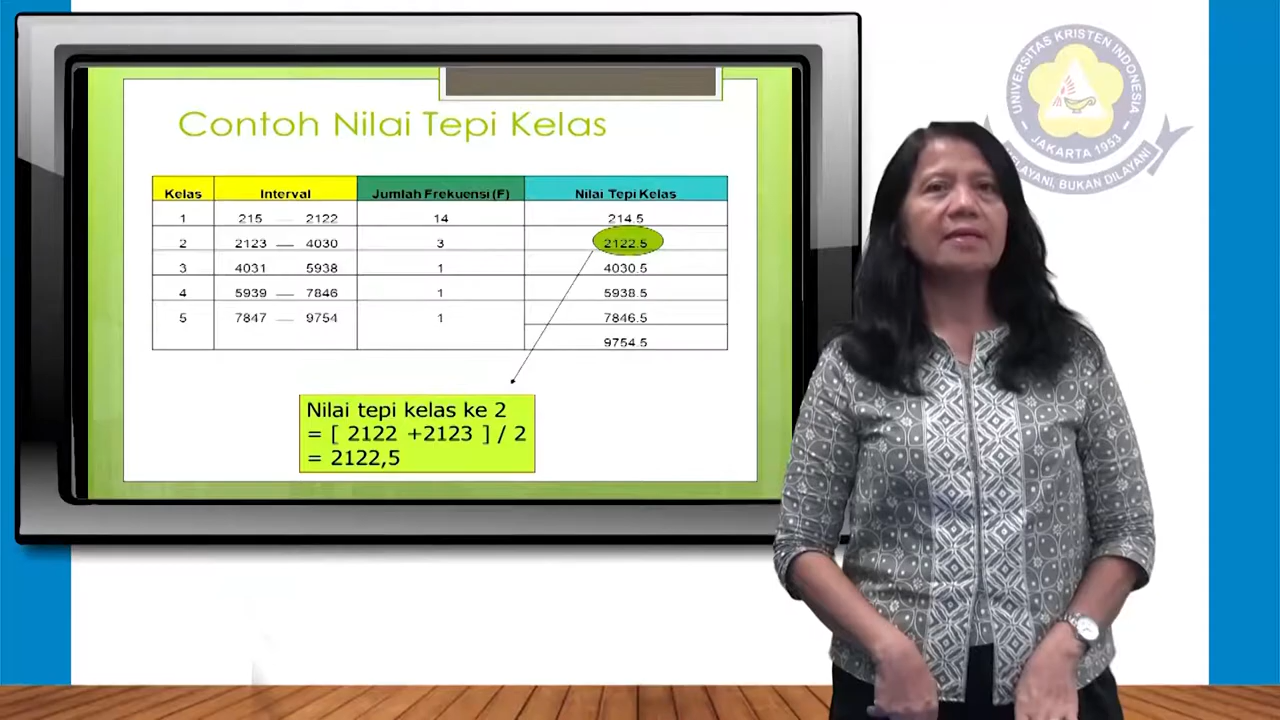 Contoh Nilai Tepi Kelas
Kelas Interval Jumlah Frekuensi (F) Nilai Tepi Kelas
1 215 — 2122 14 214.5
2 2123 — 4030 3 2122.5
3 4031 5938 1 4030.5
4 5939 — 7846 1 5938.5
5 7847 — 9754 1 7846.5
9754.5
Nilai tepi kelas ke 2
= [ 2122 +2123 ] / 2
= 2122,5
UNIVERSITAS KRISTEN INDONESIA
JAKARTA 1953
MELAYANI, BUKAN DILAYANI